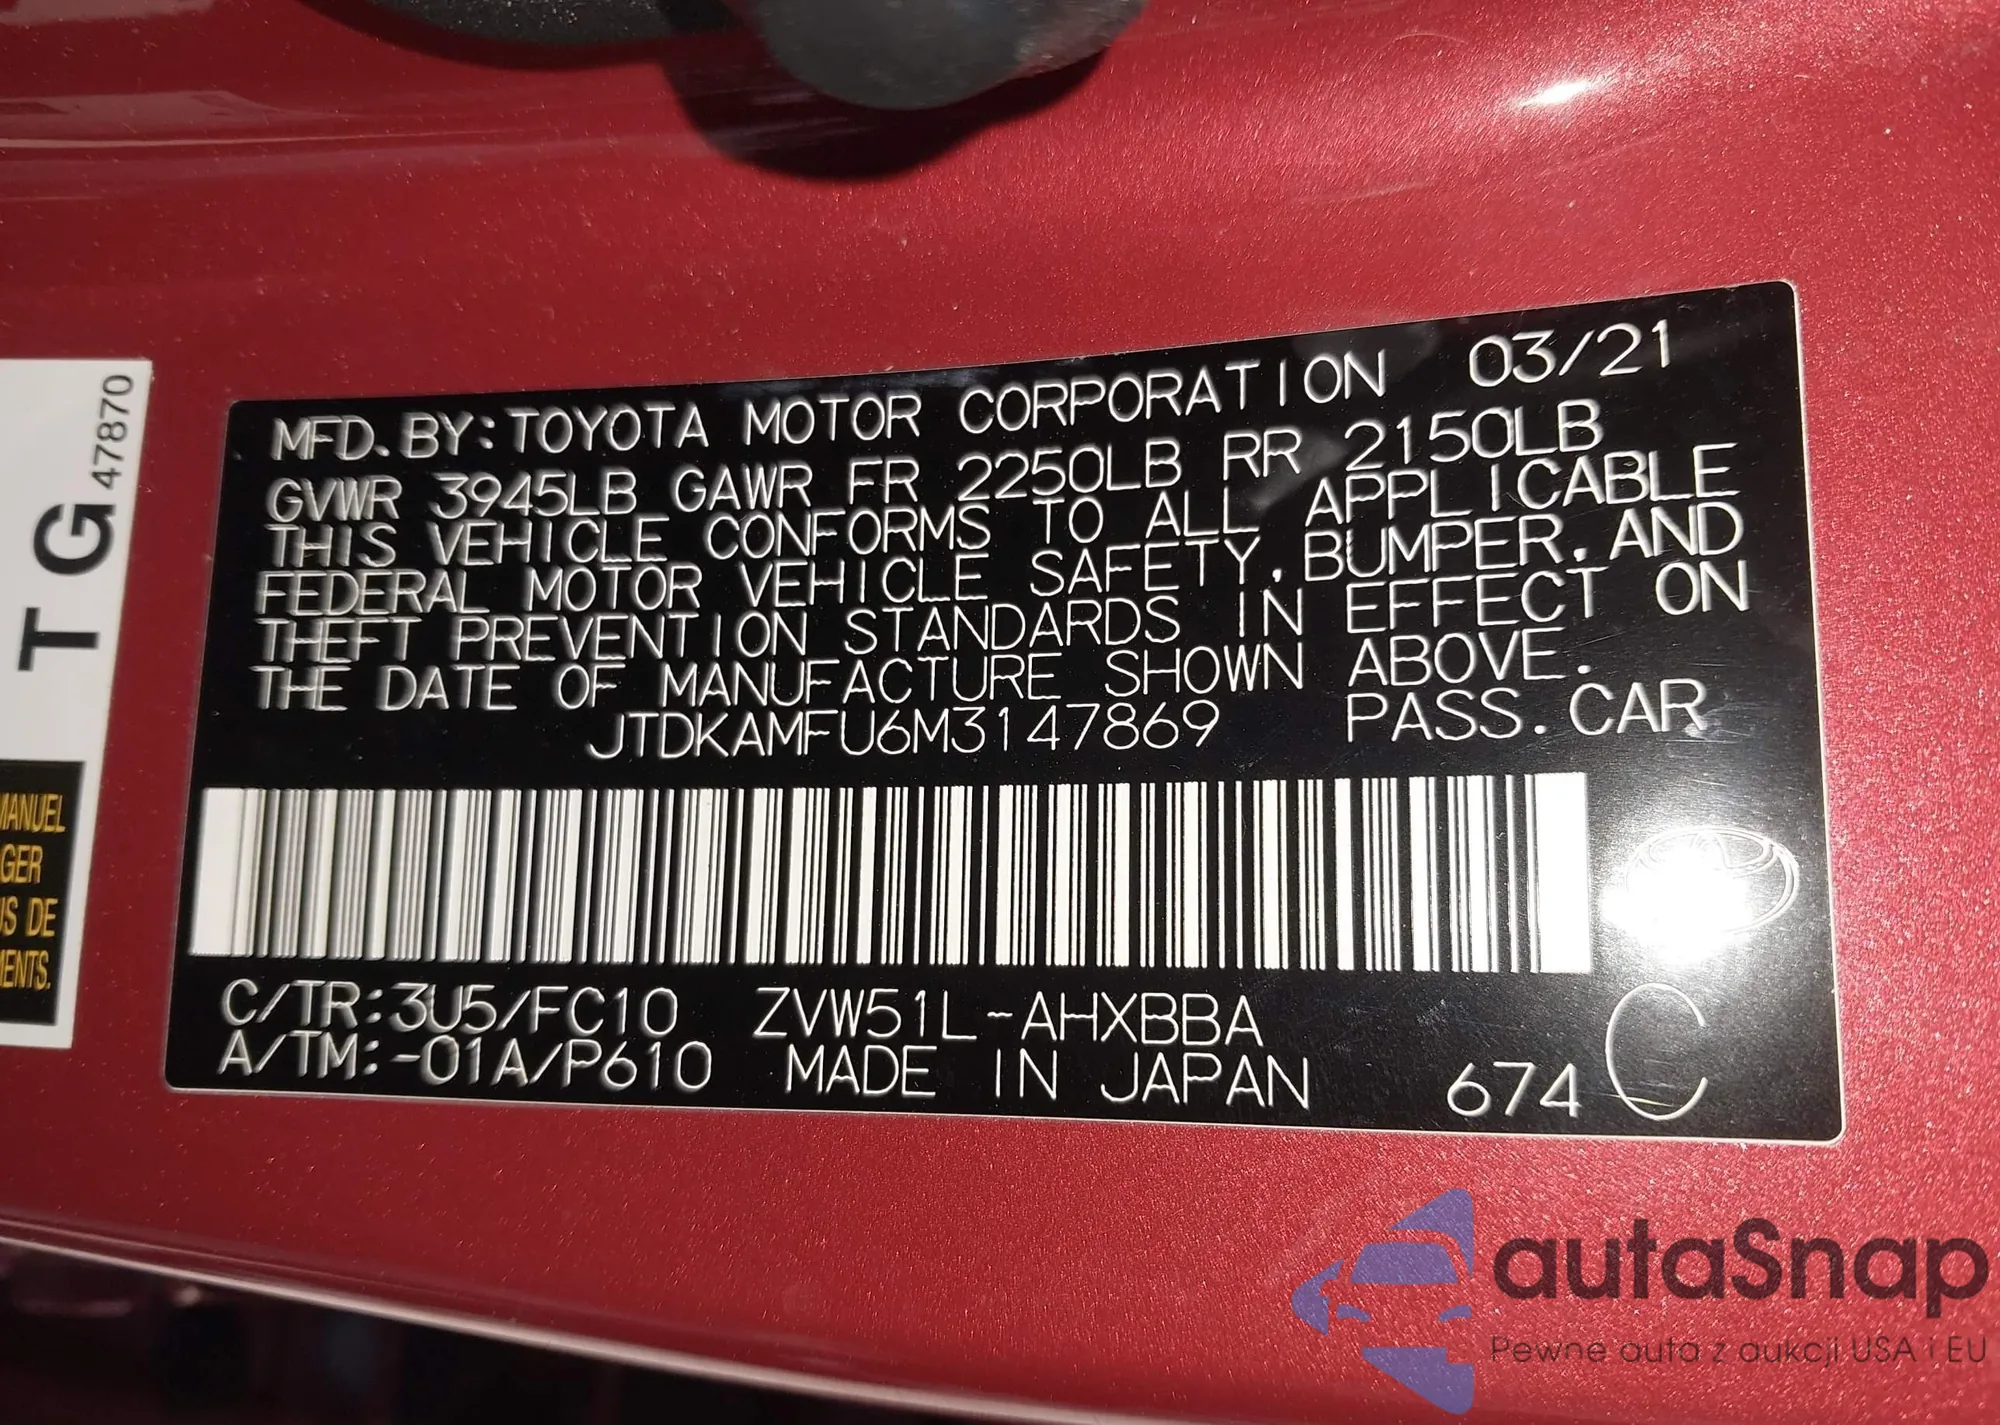 MFD. BY: TOYOTA MOTOR CORPORATION 03/21
GVWR 3945LB GAWR FR 2250LB RR 2150LB
THIS VEHICLE CONFORMS TO ALL APPLICABLE
FEDERAL MOTOR VEHICLE SAFETY, BUMPER, AND
THEFT PREVENTION STANDARDS IN EFFECT ON
THE DATE OF MANUFACTURE SHOWN ABOVE.
JTDKAMFU6M3147869 PASS. CAR
C/TR:3U5/FC10 ZVW51L-AHXBBA
A/TM:-01A/P610 MADE IN JAPAN 674 C
T G 47870
MANUEL
GER
US DE
MENTS.
autaSnap
Pewne auta z aukcji USA i EU